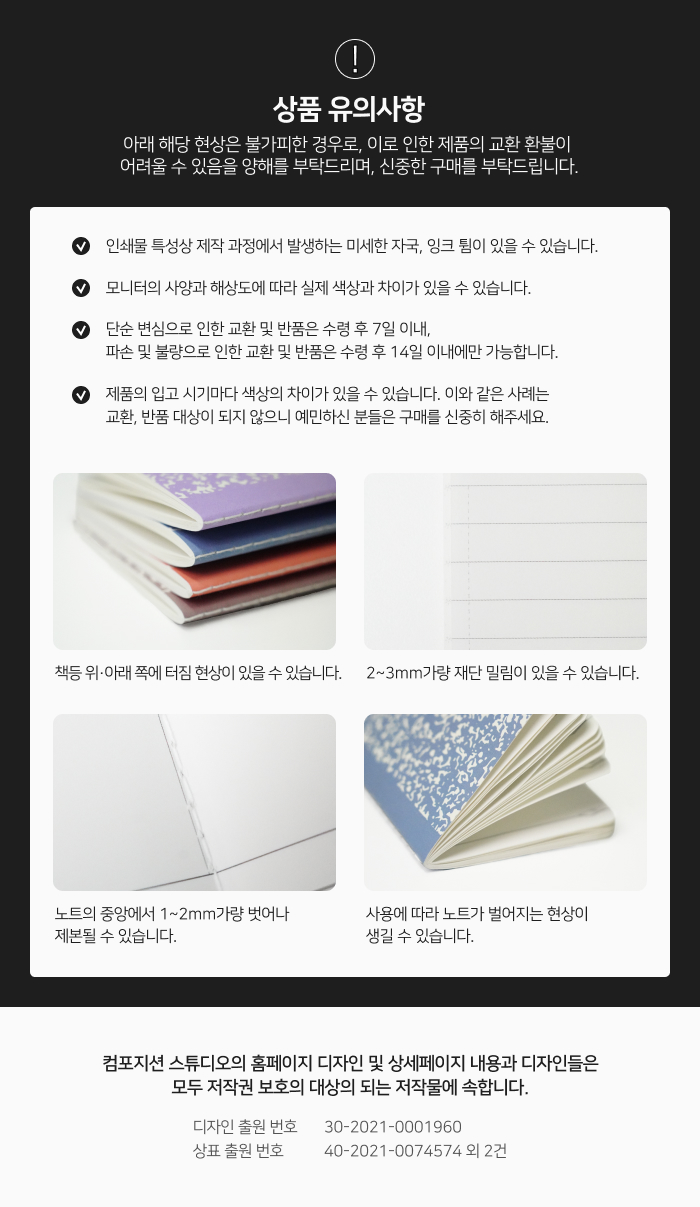 상품 유의사항
아래 해당 현상은 불가피한 경우로, 이로 인한 제품의 교환 환불이
어려울 수 있음을 양해를 부탁드리며, 신중한 구매를 부탁드립니다.
인쇄물 특성상 제작 과정에서 발생하는 미세한 자국, 잉크 튐이 있을 수 있습니다.
모니터의 사양과 해상도에 따라 실제 색상과 차이가 있을 수 있습니다.
단순 변심으로 인한 교환 및 반품은 수령 후 7일 이내,
파손 및 불량으로 인한 교환 및 반품은 수령 후 14일 이내에만 가능합니다.
제품의 입고 시기마다 색상의 차이가 있을 수 있습니다. 이와 같은 사례는
교환, 반품 대상이 되지 않으니 예민하신 분들은 구매를 신중히 해주세요.
책등 위·아래 쪽에 터짐 현상이 있을 수 있습니다.
2~3mm가량 재단 밀림이 있을 수 있습니다.
노트의 중앙에서 1~2mm가량 벗어나
제본될 수 있습니다.
사용에 따라 노트가 벌어지는 현상이
생길 수 있습니다.
컴포지션 스튜디오의 홈페이지 디자인 및 상세페이지 내용과 디자인들은
모두 저작권 보호의 대상의 되는 저작물에 속합니다.
디자인 출원 번호 30-2021-0001960
상표 출원 번호 40-2021-0074574 외 2건